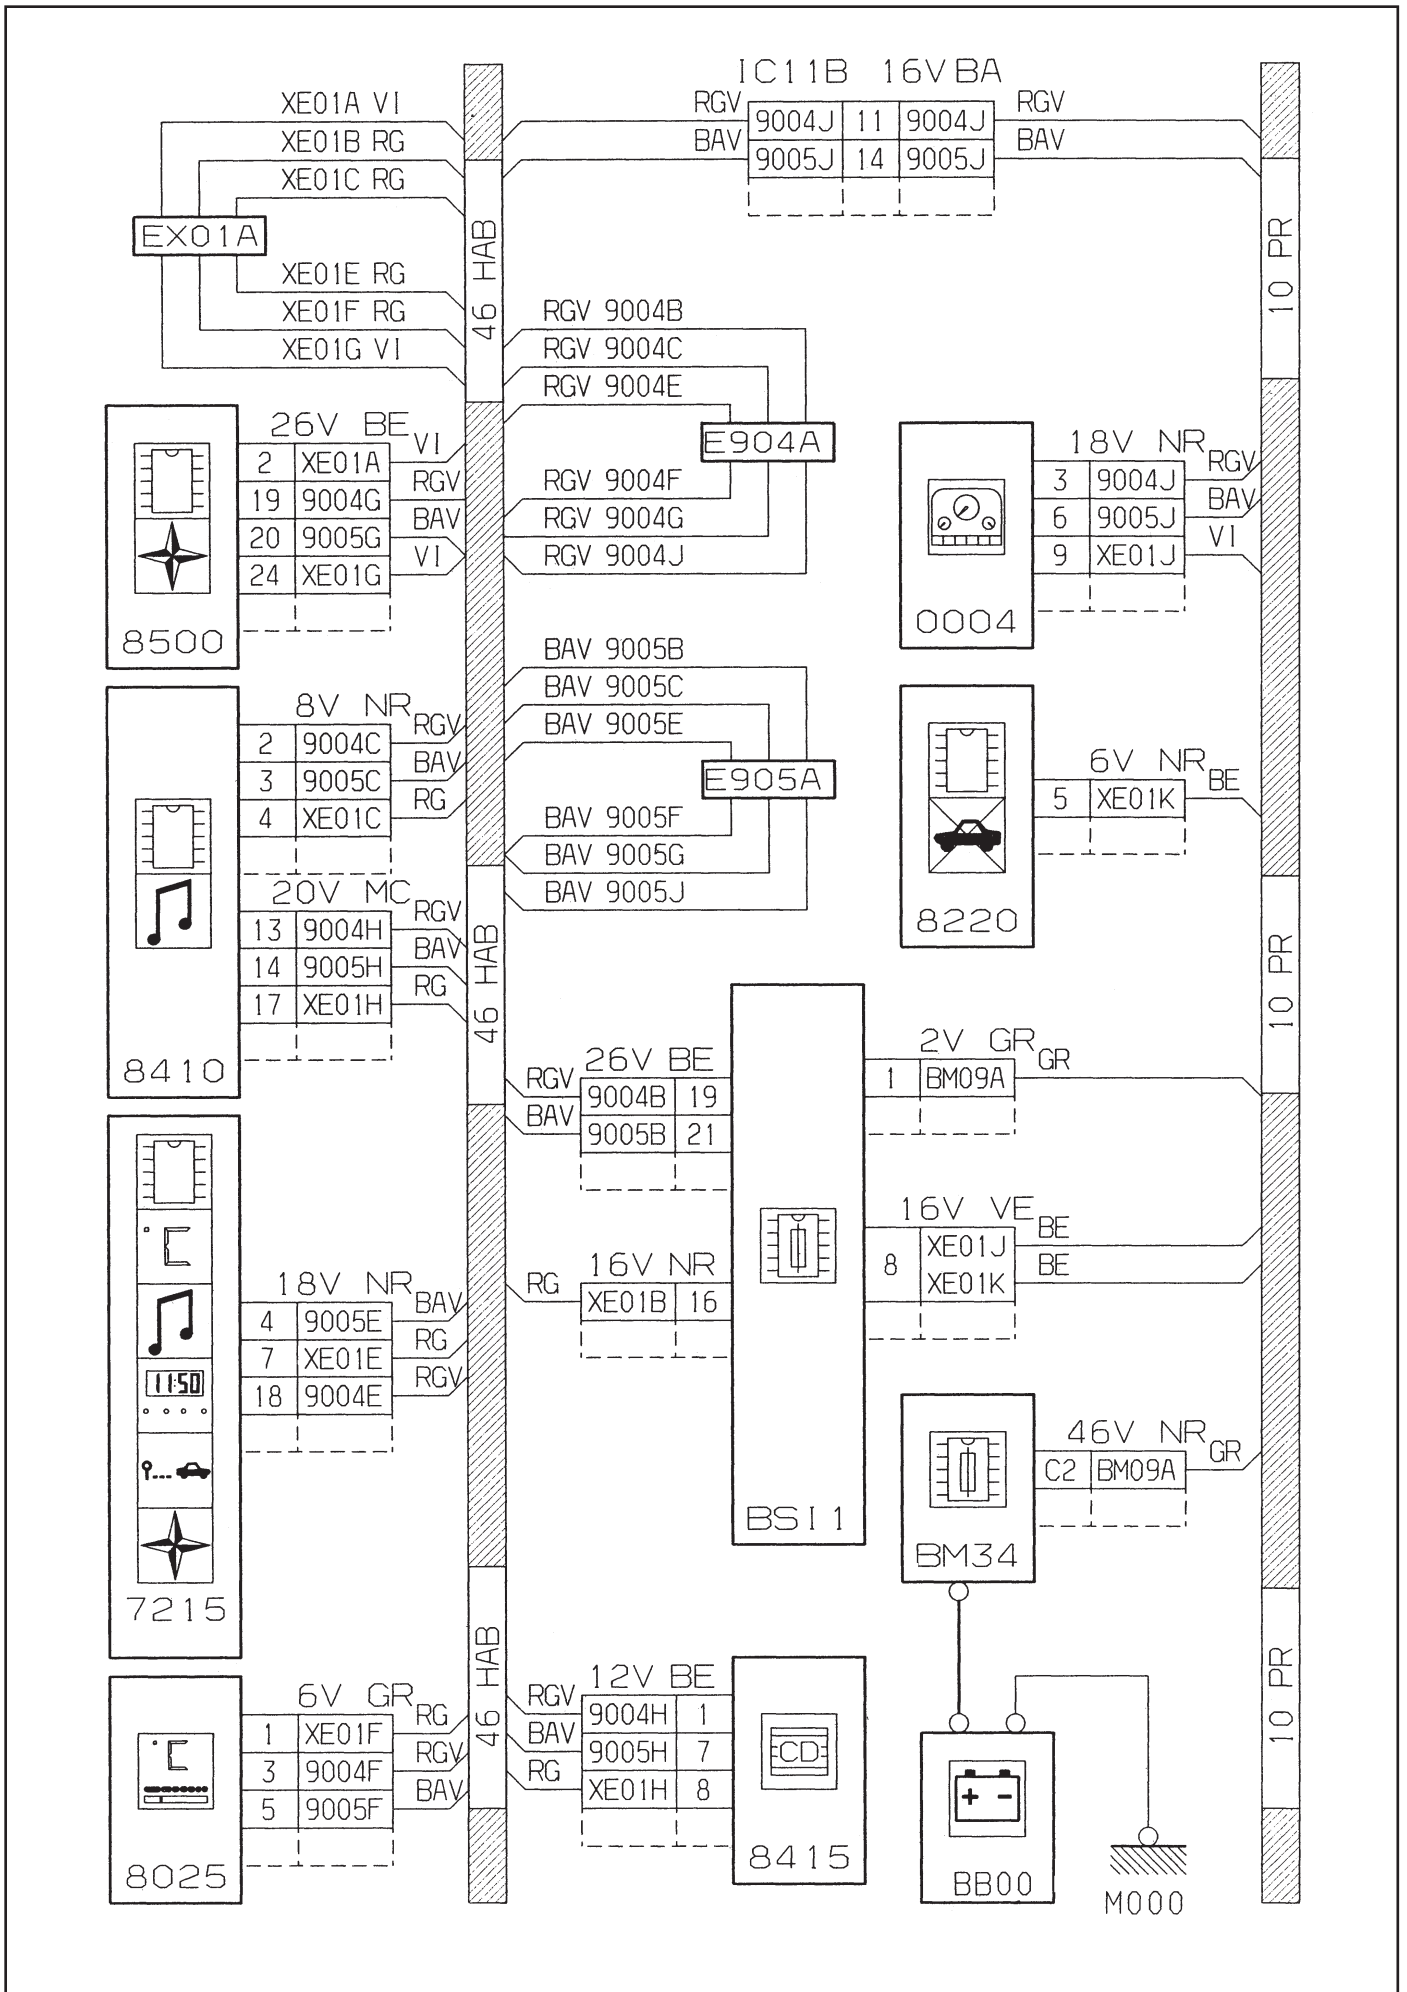 IC11B 16V BA
RGV 9004J 11 9004J RGV
BAV 9005J 14 9005J BAV
XE01A VI
XE01B RG
XE01C RG
EX01A
XE01E RG
XE01F RG
XE01G VI
46 HAB
10 PR
RGV 9004B
RGV 9004C
RGV 9004E
E904A
RGV 9004F
RGV 9004G
RGV 9004J
26V BE
2 XE01A VI
19 9004G RGV
20 9005G BAV
24 XE01G VI
8500
18V NR
3 9004J RGV
6 9005J BAV
9 XE01J VI
0004
BAV 9005B
BAV 9005C
BAV 9005E
E905A
BAV 9005F
BAV 9005G
BAV 9005J
8V NR
2 9004C RGV
3 9005C BAV
4 XE01C RG
20V MC
13 9004H RGV
14 9005H BAV
17 XE01H RG
8410
6V NR
5 XE01K BE
8220
46 HAB
10 PR
26V BE
RGV 9004B 19
BAV 9005B 21
16V NR
RG XE01B 16
BSI1
2V GR
1 BM09A GR
16V VE
8 XE01J BE
XE01K BE
°C
11:50
18V NR
4 9005E BAV
7 XE01E RG
18 9004E RGV
7215
46V NR
C2 BM09A GR
BM34
46 HAB
10 PR
6V GR
1 XE01F RG
3 9004F RGV
5 9005F BAV
°C
8025
12V BE
RGV 9004H 1
BAV 9005H 7
RG XE01H 8
CD
8415
+ -
BB00
M000